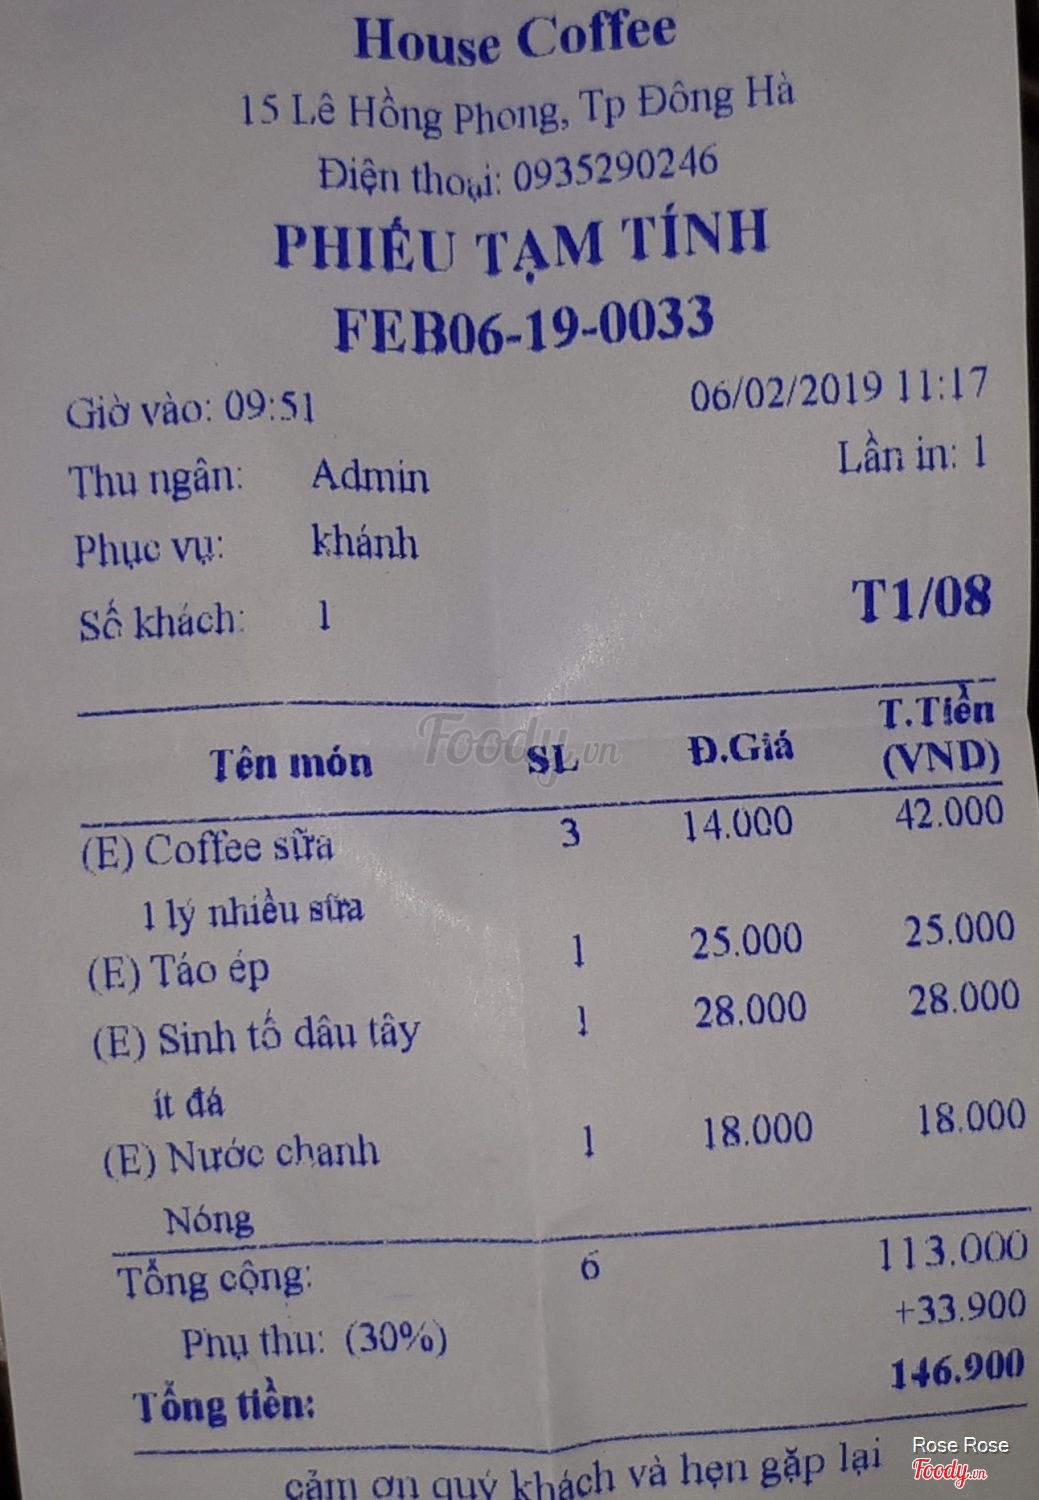 House Coffee
15 Lê Hồng Phong, Tp Đông Hà
Điện thoại: 0935290246
PHIẾU TẠM TÍNH
FEB06-19-0033
Giờ vào: 09:51 06/02/2019 11:17
Thu ngân: Admin Lần in: 1
Phục vụ: khánh
Số khách: 1 T1/08
Tên món SL Đ.Giá T.Tiền (VND)
(E) Coffee sữa 3 14.000 42.000
1 lý nhiều sữa
(E) Táo ép 1 25.000 25.000
(E) Sinh tố dâu tây 1 28.000 28.000
ít đá
(E) Nước chanh 1 18.000 18.000
Nóng
Tổng cộng: 6 113.000
Phụ thu: (30%) +33.900
Tổng tiền: 146.900
cảm ơn quý khách và hẹn gặp lại
Foody.vn
Rose Rose
Foody.vn